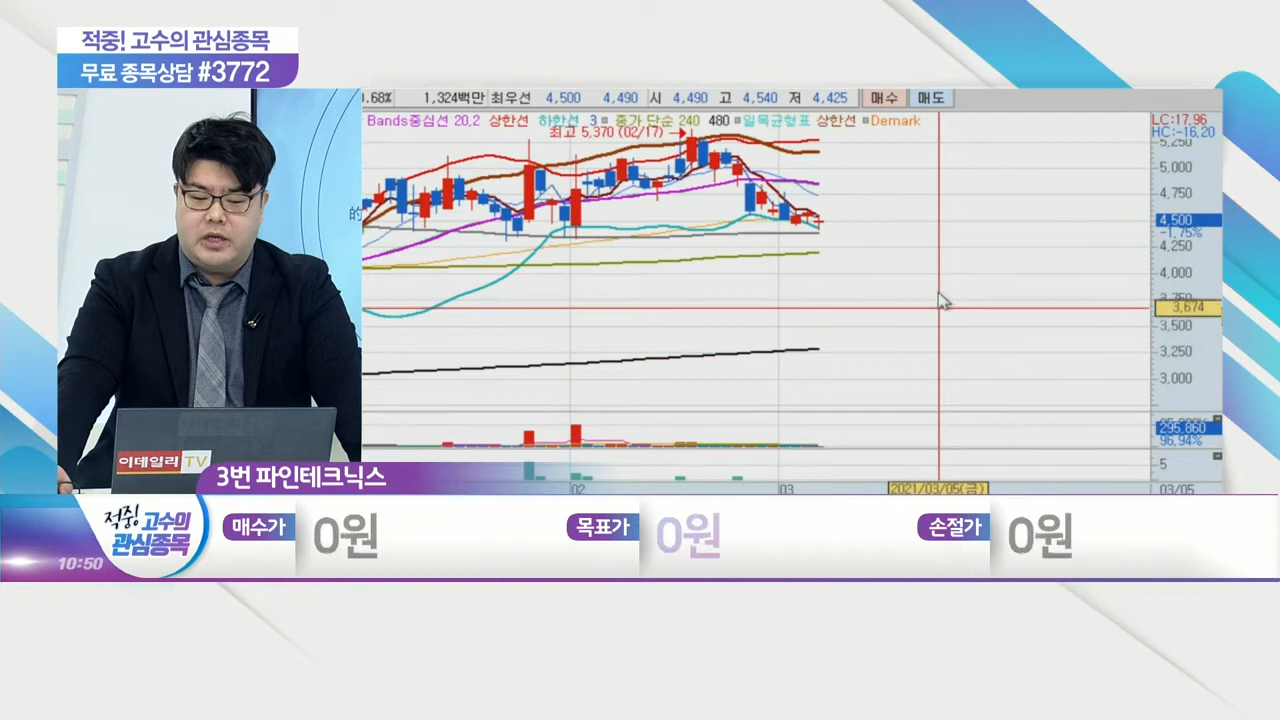 적중! 고수의 관심종목
무료 종목상담 #3772
.68% 1,324백만 최우선 4,500 4,490 시 4,490 고 4,540 저 4,425 매수 매도
Bands중심선 20,2 상한선 하한선 3 종가 단순 240 480 일목균형표 상한선 Demark
LC:17,96
HC:-16,20
최고 5,370 (02/17)
5,250
5,000
4,750
4,500
-1,75%
4,250
4,000
3,750
3,674
3,500
3,250
3,000
295,860
96,94%
5
的
02 03 2021/03/05(금) 03/05
이데일리 TV
3번 파인테크닉스
적중! 고수의
관심종목
10:50
매수가 0원 목표가 0원 손절가 0원